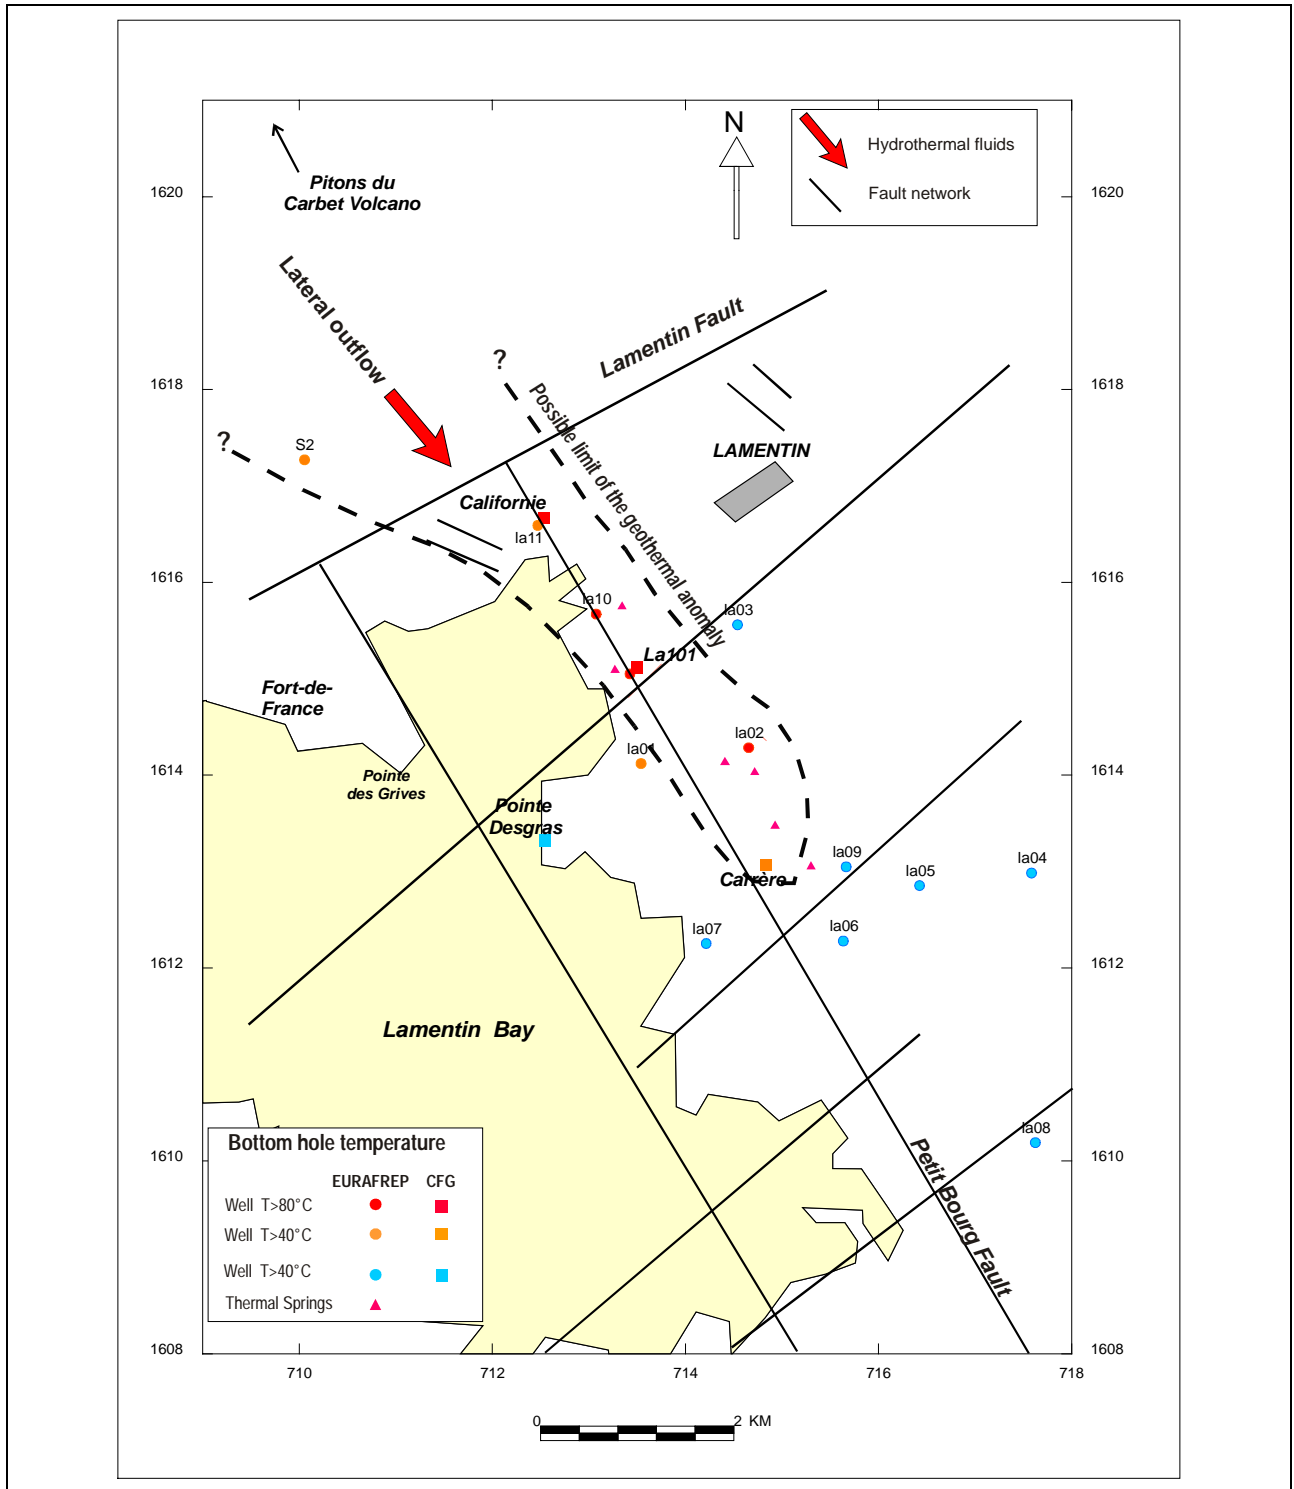 N
Hydrothermal fluids
Fault network
1620
1620
Pitons du
Carbet Volcano
Lateral outflow
Lamentin Fault
?
Possible limit of the geothermal anomaly
1618
1618
?
S2
LAMENTIN
Californie
la11
1616
1616
la10
la03
La101
Fort-de-
France
la02
la01
1614
1614
Pointe
des Grives
Pointe
Desgras
la09
la05
la04
Carrère
la07
la06
1612
1612
Lamentin Bay
la08
Petit Bourg Fault
1610
1610
Bottom hole temperature
EURAFREP CFG
Well T>80°C
Well T>40°C
Well T>40°C
Thermal Springs
1608
1608
710
712
714
716
718
0
2 KM